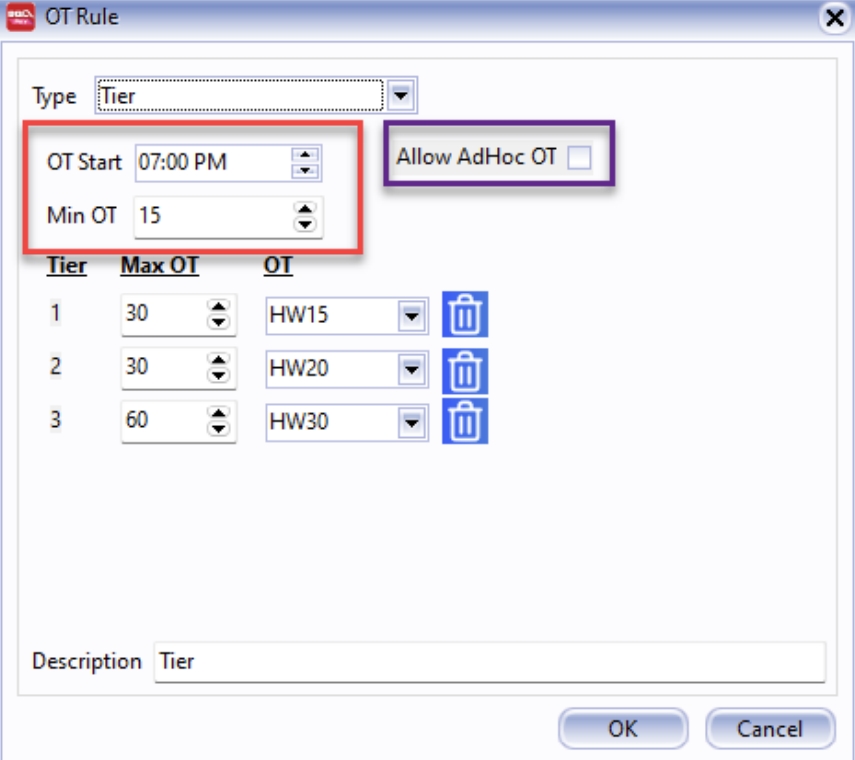 OT Rule
Type Tier
OT Start 07:00 PM
Allow AdHoc OT
Min OT 15
Tier Max OT OT
1 30 HW15
2 30 HW20
3 60 HW30
Description Tier
OK Cancel